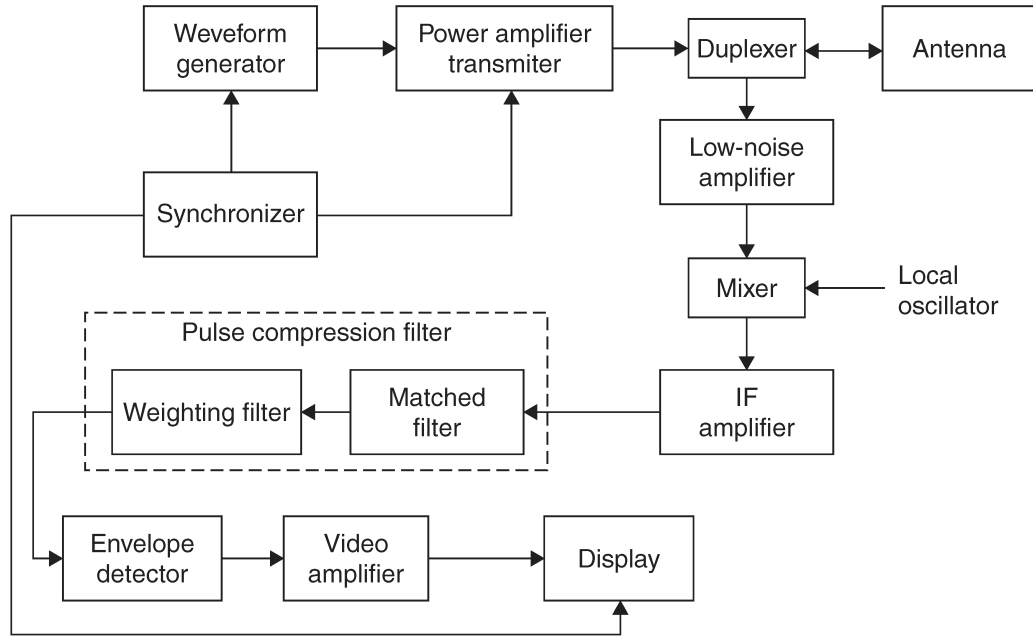 Weveform
generator
Power amplifier
transmiter
Duplexer
Antenna
Low-noise
amplifier
Synchronizer
Mixer
Local
oscillator
Pulse compression filter
Weighting filter
Matched
filter
IF
amplifier
Envelope
detector
Video
amplifier
Display